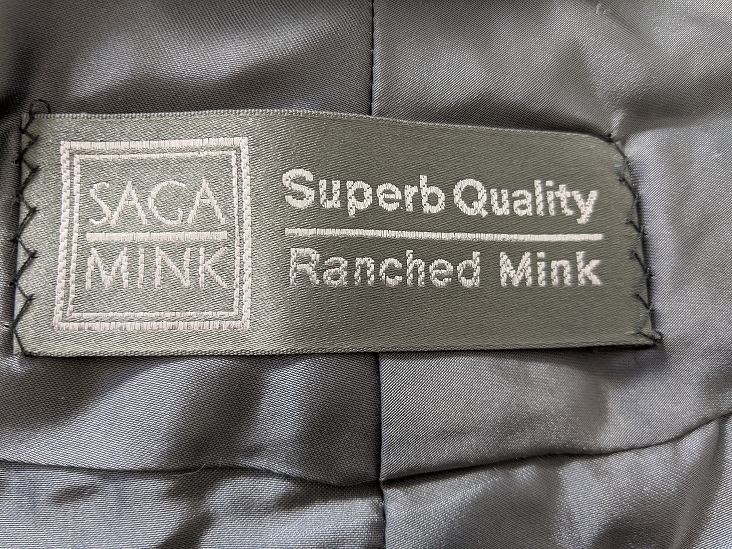 SAGA
MINK
Superb Quality
Ranched Mink